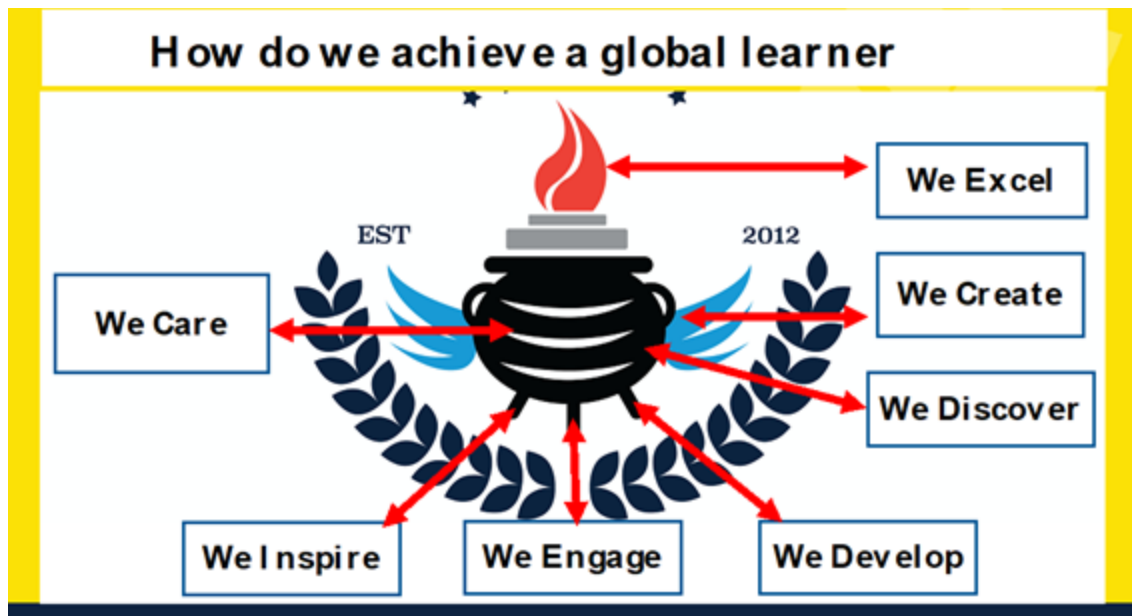 How do we achieve a global learner
We Excel
EST
2012
We Create
We Care
We Discover
We Inspire
We Engage
We Develop